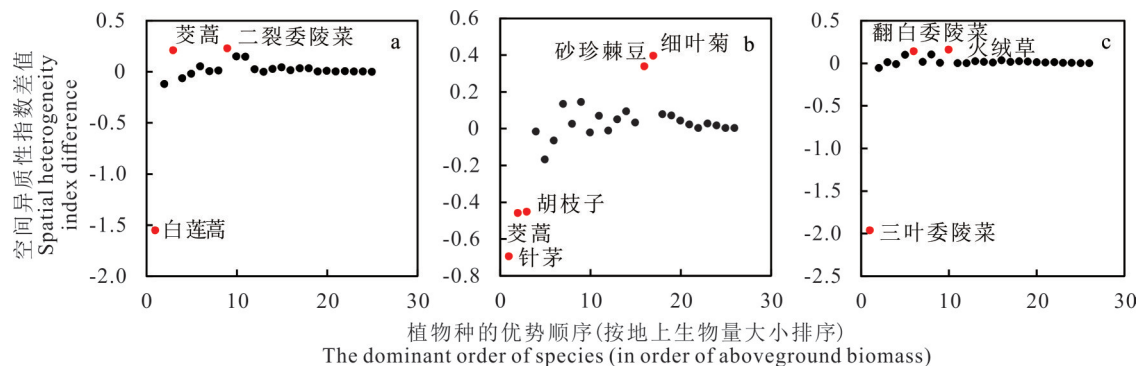 空间异质性指数差值
Spatial heterogeneity
index difference
0.5
0
-0.5
-1.0
-1.5
-2.0
0 10 20 30
a
茭蒿
二裂委陵菜
白莲蒿
0.6
0.4
0.2
0
-0.2
-0.4
-0.6
-0.8
0 10 20 30
b
细叶菊
砂珍棘豆
胡枝子
茭蒿
针茅
0.5
0
-0.5
-1.0
-1.5
-2.0
-2.5
0 10 20 30
c
翻白委陵菜
火绒草
三叶委陵菜
植物种的优势顺序(按地上生物量大小排序)
The dominant order of species (in order of aboveground biomass)